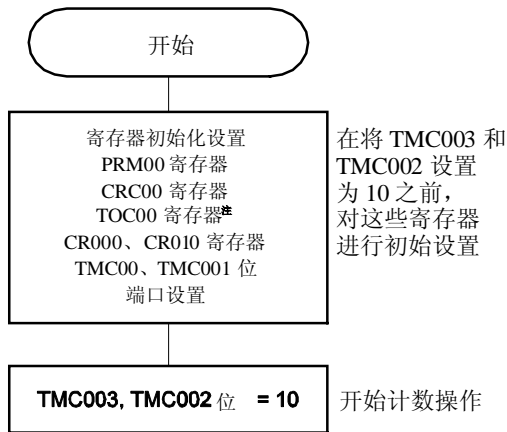 开始
寄存器初始化设置
PRM00 寄存器
CRC00 寄存器
TOC00 寄存器注
CR000、CR010 寄存器
TMC00、TMC001 位
端口设置
在将 TMC003 和
TMC002 设置
为 10 之前，
对这些寄存器
进行初始设置
TMC003, TMC002 位 = 10
开始计数操作